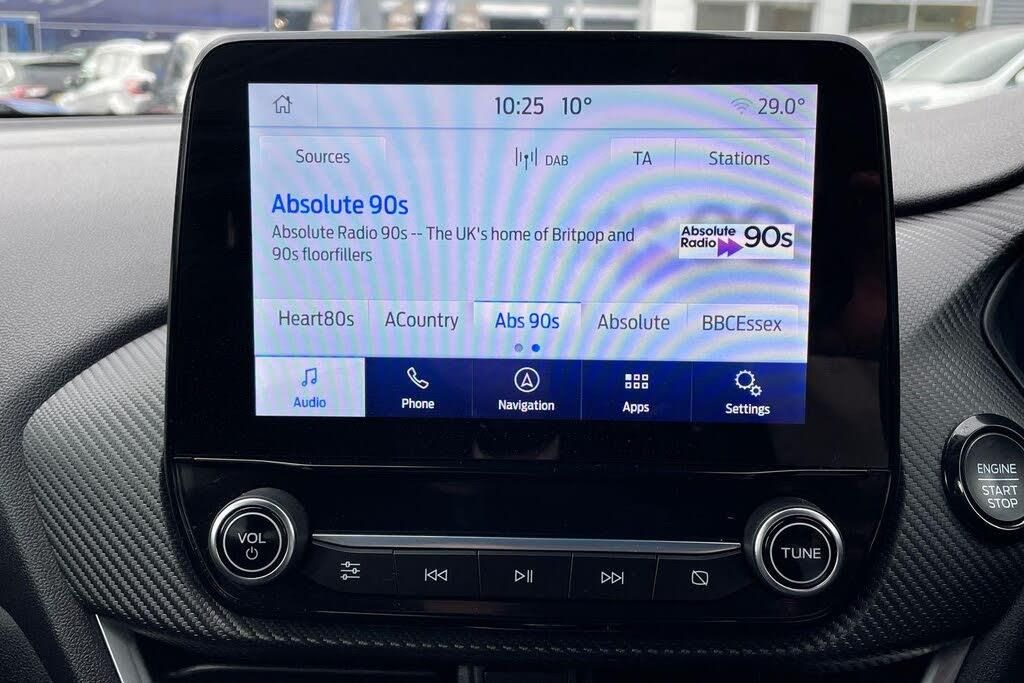 10:25 10° 29.0°
Sources DAB TA Stations
Absolute 90s
Absolute Radio 90s -- The UK's home of Britpop and
90s floorfillers
Absolute
Radio 90s
Heart80s ACountry Abs 90s Absolute BBCEssex
Audio Phone Navigation Apps Settings
ENGINE
START
STOP
VOL
TUNE